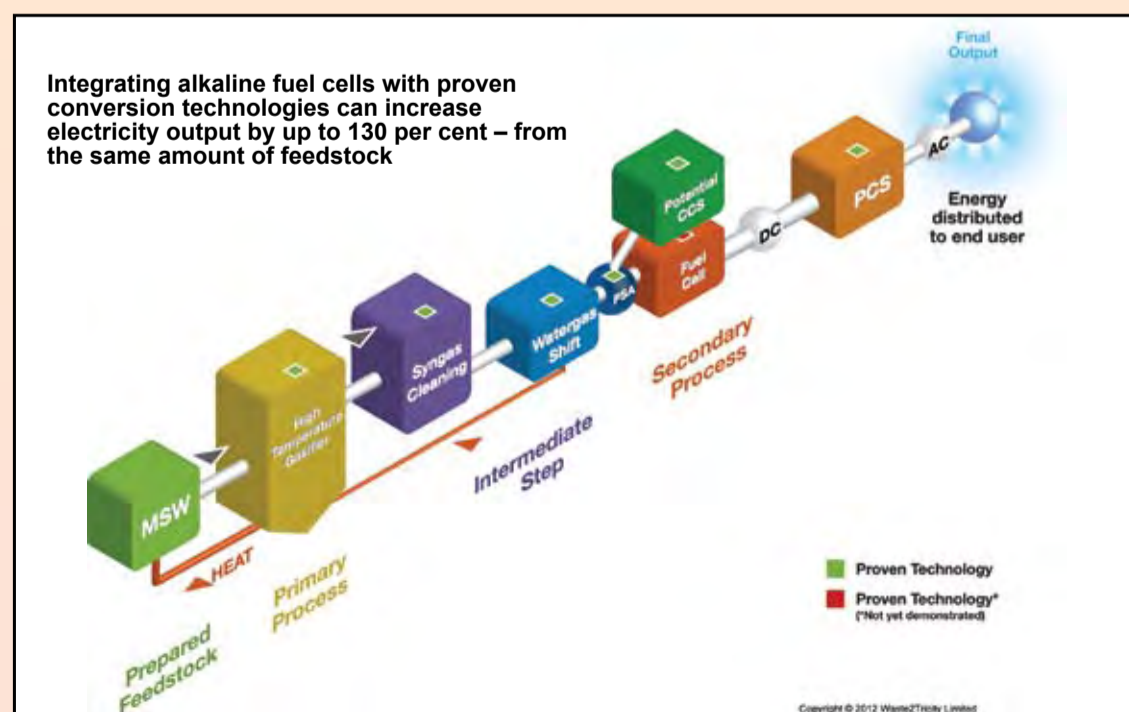 Integrating alkaline fuel cells with proven
conversion technologies can increase
electricity output by up to 130 per cent – from
the same amount of feedstock
Final
Output
AC
PCS
Energy
distributed
to end user
Potential
CCS
DC
Fuel
Cell
PSA
Watergas
Shift
Secondary
Process
Syngas
Cleaning
Intermediate
Step
High
Temperature
Gasifier
MSW
HEAT
Primary
Process
Prepared
Feedstock
Proven Technology
Proven Technology*
(*Not yet demonstrated)
Copyright © 2012 Waste2Tricity Limited